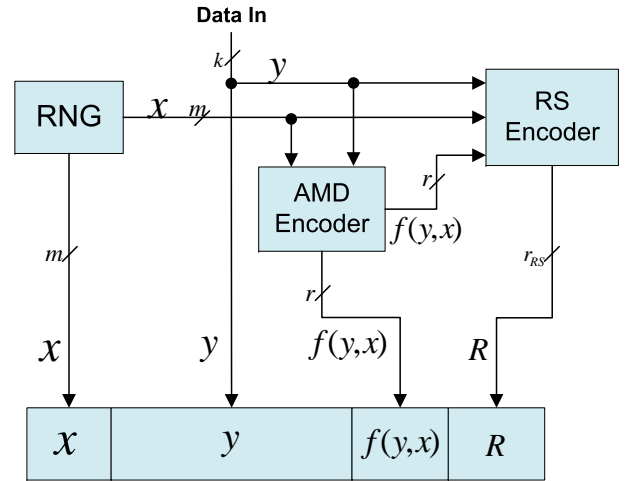 Data In
k
y
RNG
x
m
RS
Encoder
AMD
Encoder
r
f(y,x)
m
r
r_RS
x
y
f(y,x)
R
x
y
f(y,x)
R